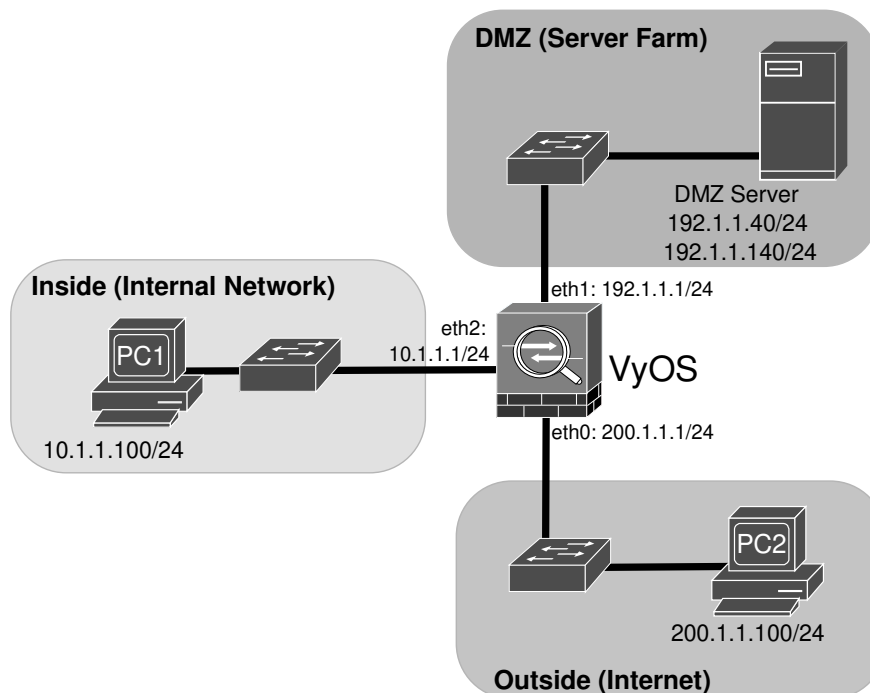 DMZ (Server Farm)
DMZ Server
192.1.1.40/24
192.1.1.140/24
eth1: 192.1.1.1/24
Inside (Internal Network)
PC1
10.1.1.100/24
eth2:
10.1.1.1/24
VyOS
eth0: 200.1.1.1/24
PC2
200.1.1.100/24
Outside (Internet)